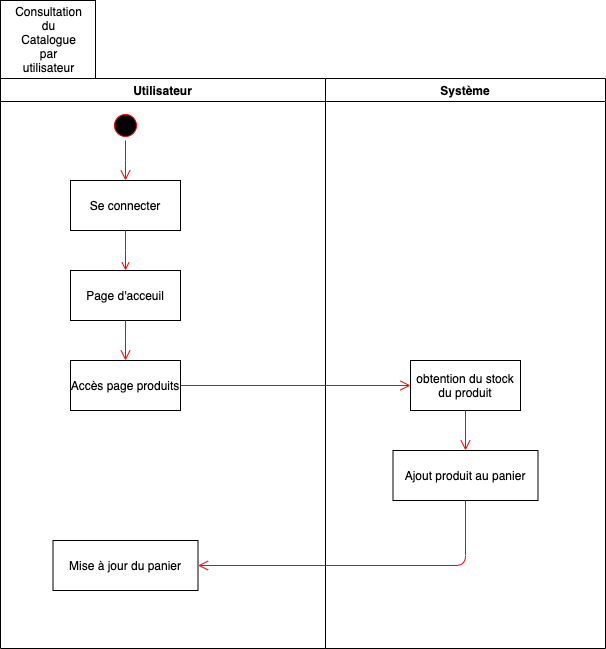 Consultation
du
Catalogue
par
utilisateur
Utilisateur
Système
Se connecter
Page d'acceuil
Accès page produits
obtention du stock
du produit
Ajout produit au panier
Mise à jour du panier